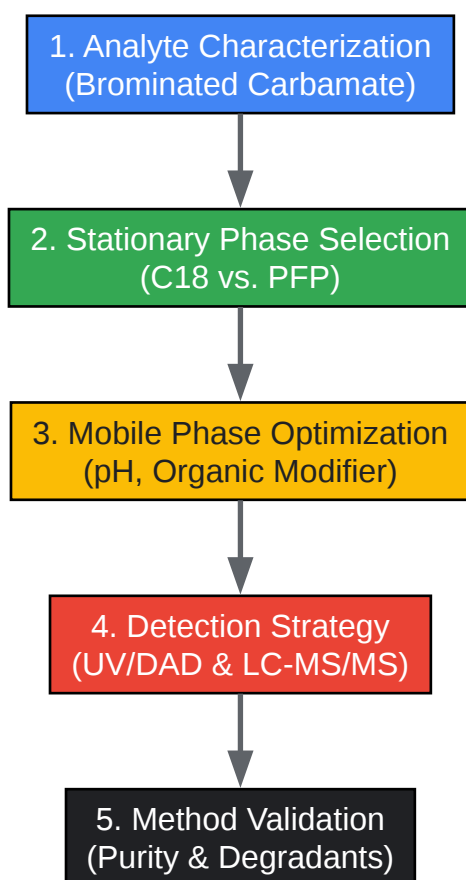 1. Analyte Characterization
(Brominated Carbamate)
2. Stationary Phase Selection
(C18 vs. PFP)
3. Mobile Phase Optimization
(pH, Organic Modifier)
4. Detection Strategy
(UV/DAD & LC-MS/MS)
5. Method Validation
(Purity & Degradants)